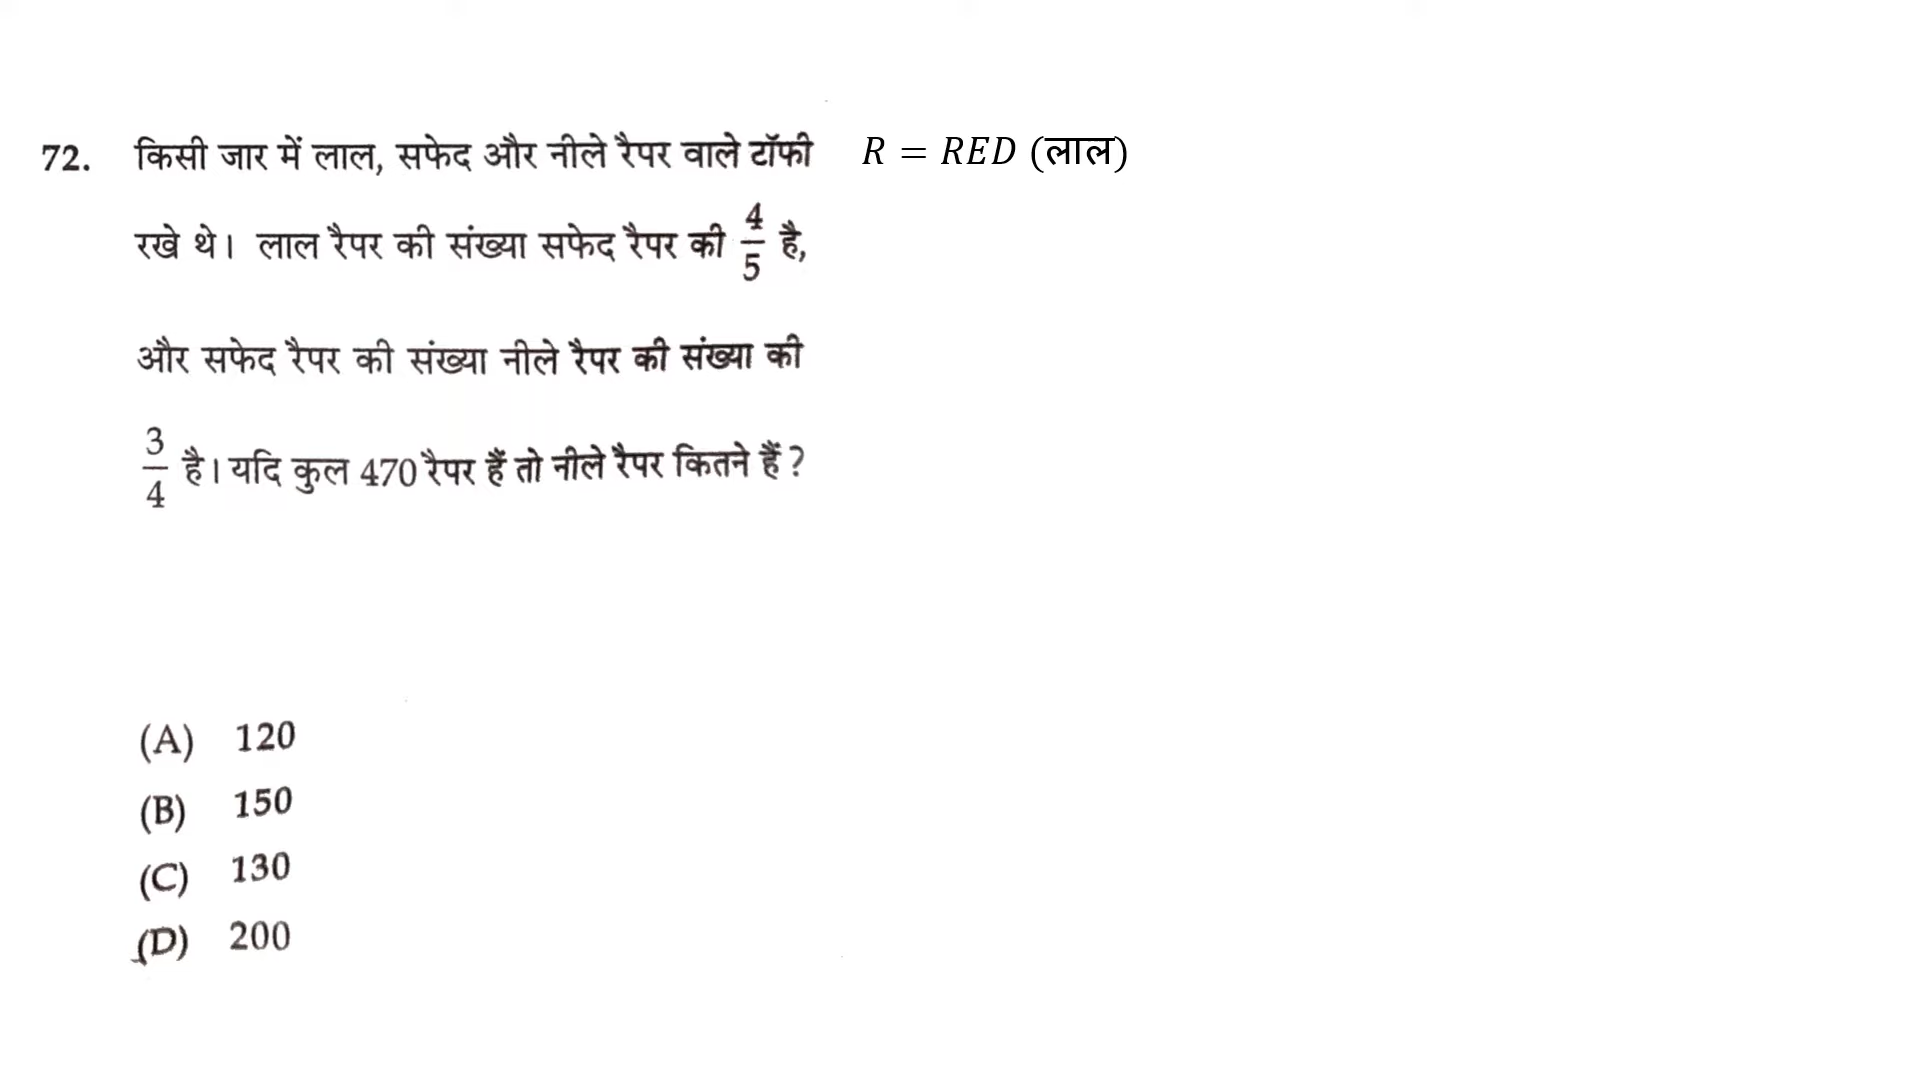 72. किसी जार में लाल, सफेद और नीले रैपर वाले टॉफी
R = RED (लाल)
रखे थे। लाल रैपर की संख्या सफेद रैपर की 4/5 है,
और सफेद रैपर की संख्या नीले रैपर की संख्या की
3/4 है। यदि कुल 470 रैपर हैं तो नीले रैपर कितने हैं ?
(A) 120
(B) 150
(C) 130
(D) 200